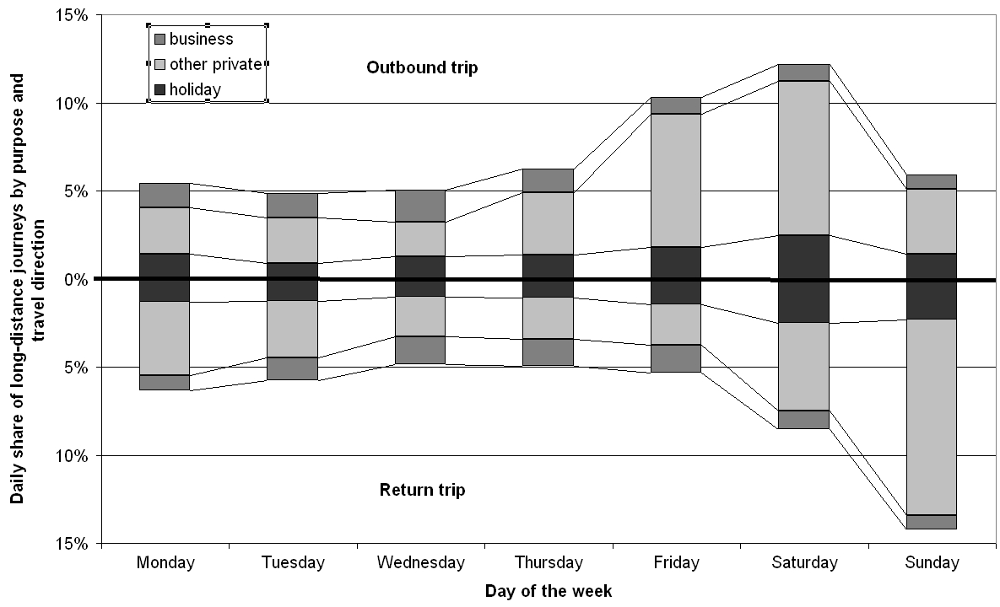 Daily share of long-distance journeys by purpose and
travel direction
15%
10%
5%
0%
5%
10%
15%
business
other private
holiday
Outbound trip
Return trip
Monday
Tuesday
Wednesday
Thursday
Friday
Saturday
Sunday
Day of the week